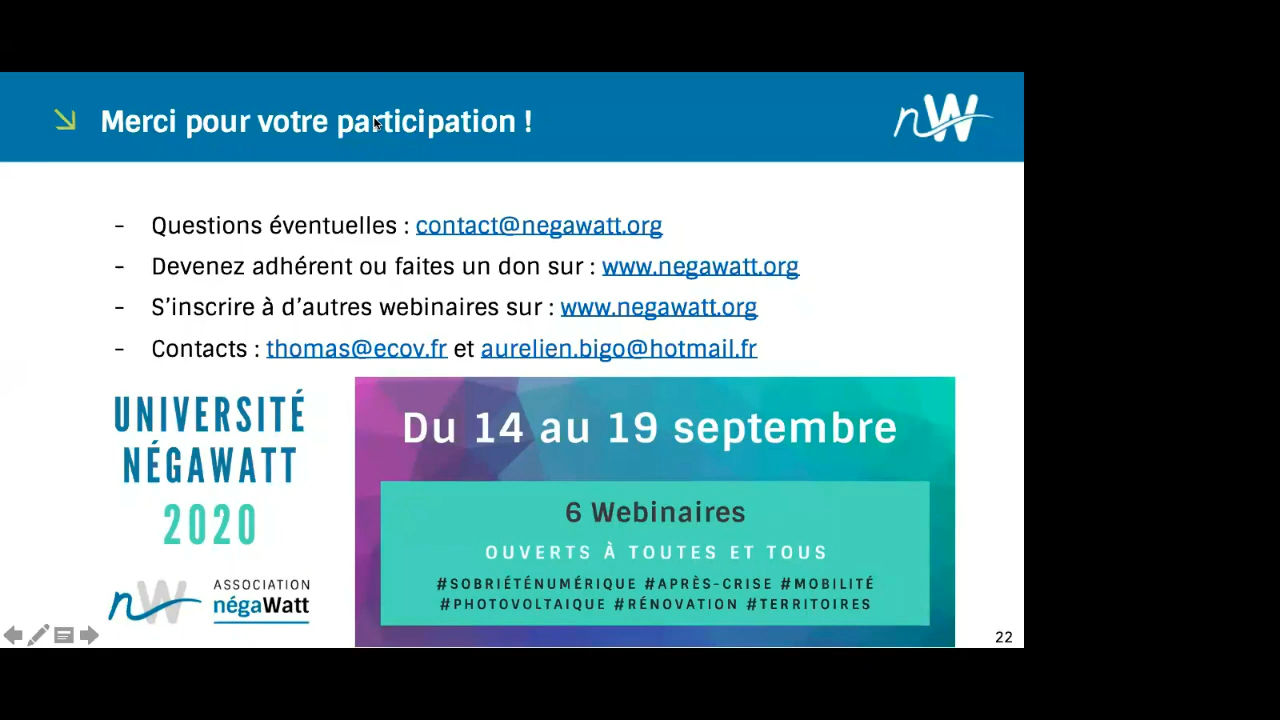 Merci pour votre participation !
nW
- Questions éventuelles : contact@negawatt.org
- Devenez adhérent ou faites un don sur : www.negawatt.org
- S'inscrire à d'autres webinaires sur : www.negawatt.org
- Contacts : thomas@ecov.fr et aurelien.bigo@hotmail.fr
UNIVERSITÉ
NÉGAWATT
2020
nW
ASSOCIATION
négaWatt
Du 14 au 19 septembre
6 Webinaires
OUVERTS À TOUTES ET TOUS
#SOBRIÉTÉNUMÉRIQUE #APRÈS-CRISE #MOBILITÉ
#PHOTOVOLTAIQUE #RÉNOVATION #TERRITOIRES
22